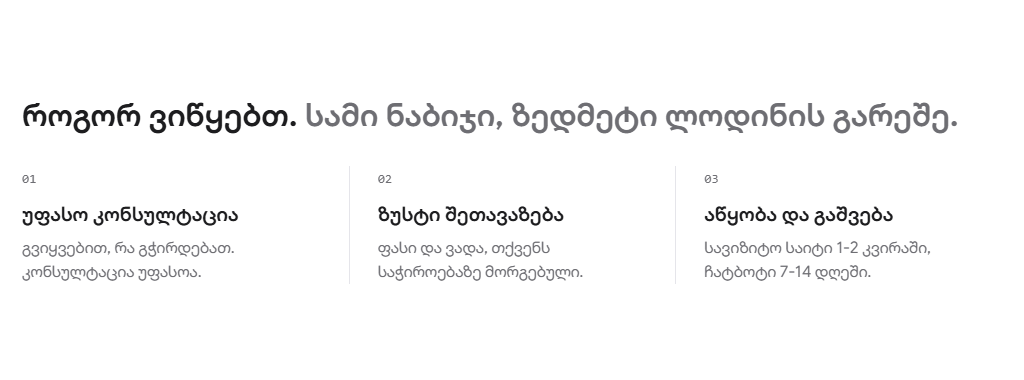 როგორ ვიწყებთ. სამი ნაბიჯი, ზედმეტი ლოდინის გარეშე.
01
უფასო კონსულტაცია
გვიყვებით, რა გჭირდებათ.
კონსულტაცია უფასოა.
02
ზუსტი შეთავაზება
ფასი და ვადა, თქვენს
საჭიროებაზე მორგებული.
03
აწყობა და გაშვება
სავიზიტო საიტი 1-2 კვირაში,
ჩატბოტი 7-14 დღეში.